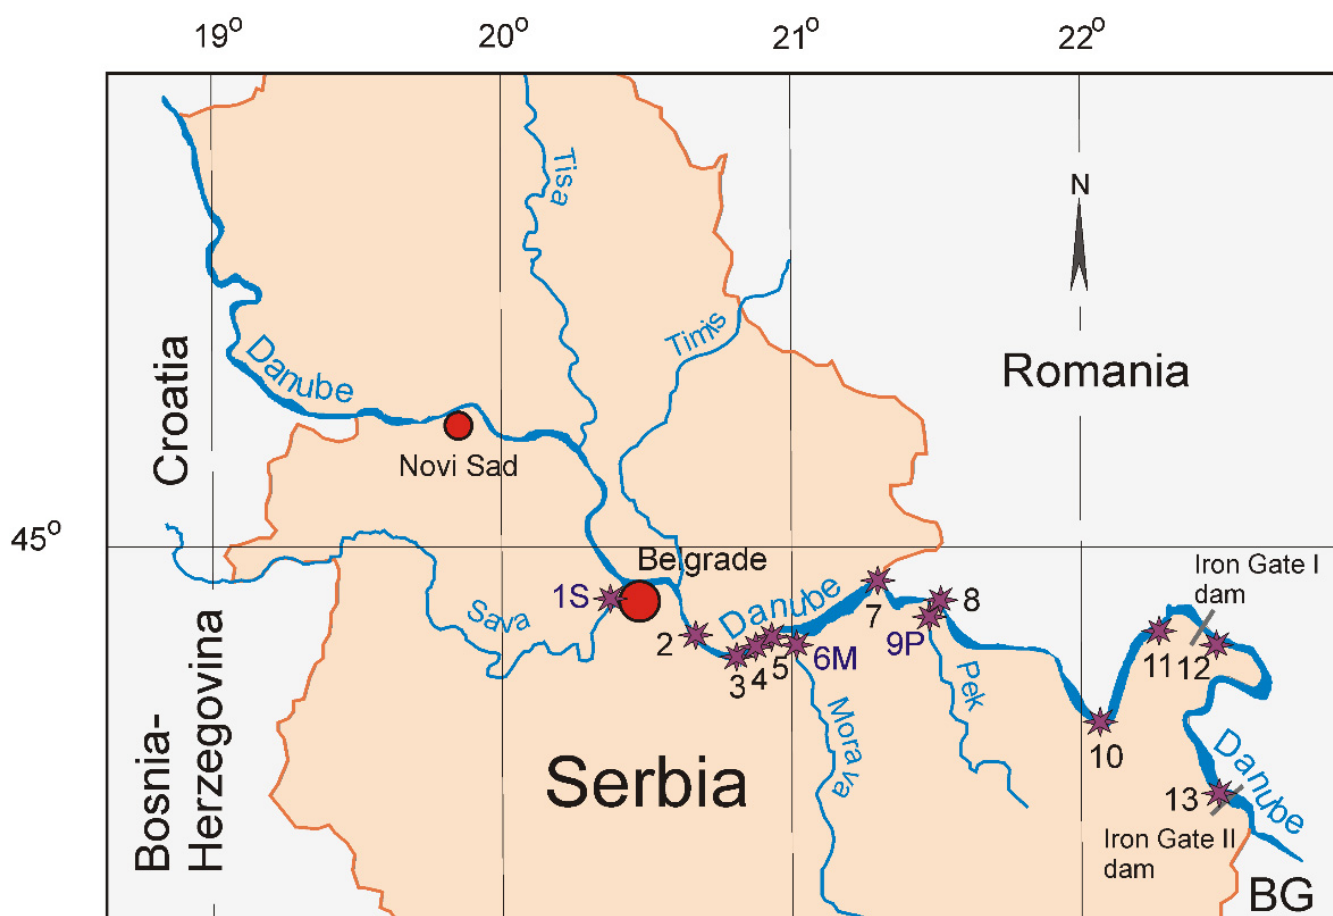 19°
20°
21°
22°
Tisa
N
Timis
Danube
Romania
Croatia
Novi Sad
45°
Belgrade
Iron Gate I
dam
1S
Sava
2
Danube
7
8
9P
3
4
5
6M
11
12
Pek
Bosnia-
Herzegovina
Morava
10
Serbia
Danube
13
Iron Gate II
dam
BG